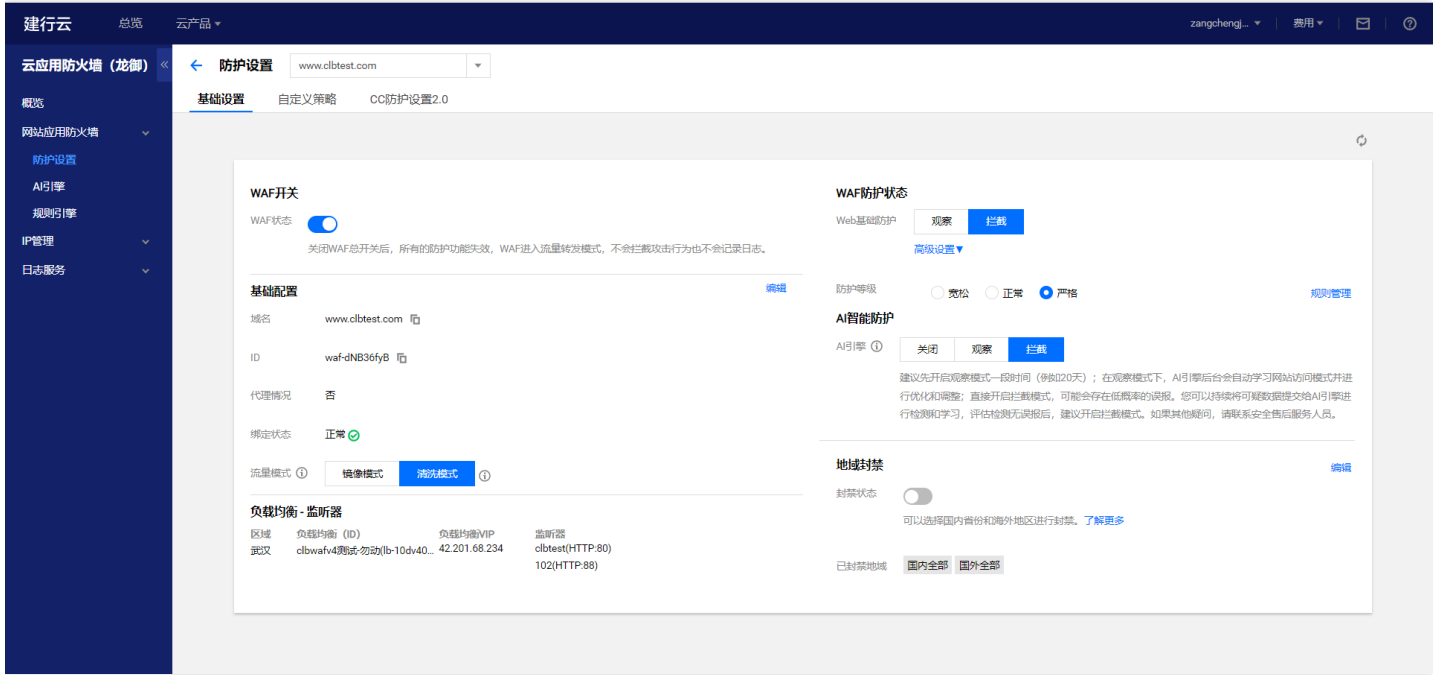 建行云
总览
云产品
zangchengj...
费用
云应用防火墙（龙御）
概览
网站应用防火墙
防护设置
AI引擎
规则引擎
IP管理
日志服务
防护设置
www.clbtest.com
基础设置
自定义策略
CC防护设置2.0
WAF开关
WAF状态
关闭WAF总开关后，所有的防护功能失效，WAF进入流量转发模式，不会拦截攻击行为也不会记录日志。
基础配置
编辑
域名
www.clbtest.com
ID
waf-dNB36fyB
代理情况
否
绑定状态
正常
流量模式
镜像模式
清洗模式
负载均衡 - 监听器
区域 负载均衡（ID） 负载均衡VIP 监听器
武汉 clbwafv4测试-勿动(lb-10dv40... 42.201.68.234 clbtest(HTTP:80)
102(HTTP:88)
WAF防护状态
Web基础防护
观察
拦截
高级设置▼
防护等级
宽松
正常
严格
规则管理
AI智能防护
AI引擎
关闭
观察
拦截
建议先开启观察模式一段时间（例如20天）；在观察模式下，AI引擎后台会自动学习网站访问模式并进
行优化和调整；直接开启拦截模式，可能会存在低概率的误报。您可以持续将可疑数据提交给AI引擎进
行检测和学习，评估检测无误报后，建议开启拦截模式。如果其他疑问，请联系安全售后服务人员。
地域封禁
编辑
封禁状态
可以选择国内省份和海外地区进行封禁。了解更多
已封禁地域
国内全部
国外全部